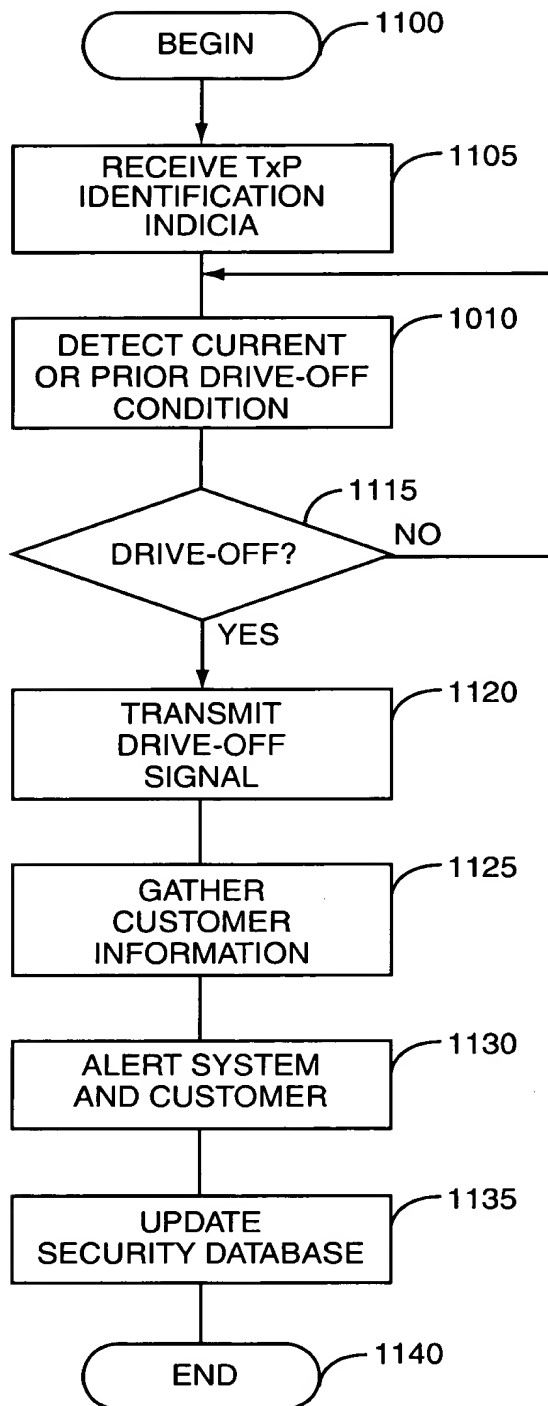 BEGIN
1100
RECEIVE TxP
IDENTIFICATION
INDICIA
1105
DETECT CURRENT
OR PRIOR DRIVE-OFF
CONDITION
1010
DRIVE-OFF?
1115
NO
YES
TRANSMIT
DRIVE-OFF
SIGNAL
1120
GATHER
CUSTOMER
INFORMATION
1125
ALERT SYSTEM
AND CUSTOMER
1130
UPDATE
SECURITY DATABASE
1135
END
1140